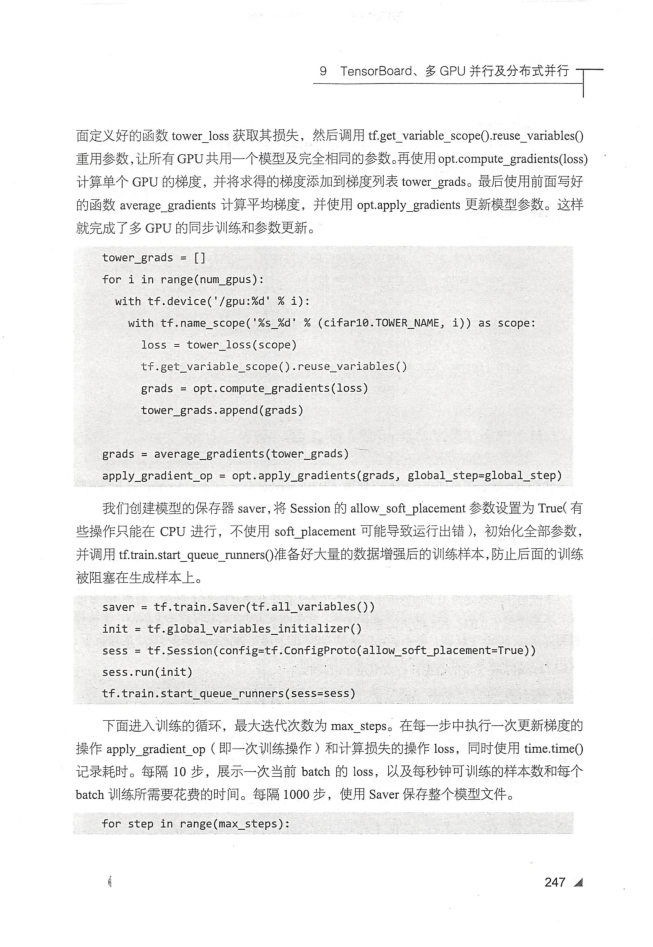 9 TensorBoard、多 GPU 并行及分布式并行
面定义好的函数 tower_loss 获取其损失，然后调用 tf.get_variable_scope().reuse_variables()
重用参数,让所有GPU共用一个模型及完全相同的参数。再使用opt.compute_gradients(loss)
计算单个 GPU 的梯度，并将求得的梯度添加到梯度列表 tower_grads。最后使用前面写好
的函数 average_gradients 计算平均梯度，并使用 opt.apply_gradients 更新模型参数。这样
就完成了多 GPU 的同步训练和参数更新。
tower_grads = []
for i in range(num_gpus):
  with tf.device('/gpu:%d' % i):
    with tf.name_scope('%s_%d' % (cifar10.TOWER_NAME, i)) as scope:
      loss = tower_loss(scope)
      tf.get_variable_scope().reuse_variables()
      grads = opt.compute_gradients(loss)
      tower_grads.append(grads)
grads = average_gradients(tower_grads)
apply_gradient_op = opt.apply_gradients(grads, global_step=global_step)
我们创建模型的保存器 saver,将 Session 的 allow_soft_placement 参数设置为 True（有
些操作只能在 CPU 进行，不使用 soft_placement 可能导致运行出错），初始化全部参数，
并调用 tf.train.start_queue_runners()准备好大量的数据增强后的训练样本,防止后面的训练
被阻塞在生成样本上。
saver = tf.train.Saver(tf.all_variables())
init = tf.global_variables_initializer()
sess = tf.Session(config=tf.ConfigProto(allow_soft_placement=True))
sess.run(init)
tf.train.start_queue_runners(sess=sess)
下面进入训练的循环，最大迭代次数为 max_steps。在每一步中执行一次更新梯度的
操作 apply_gradient_op（即一次训练操作）和计算损失的操作 loss，同时使用 time.time()
记录耗时。每隔 10 步，展示一次当前 batch 的 loss，以及每秒钟可训练的样本数和每个
batch 训练所需要花费的时间。每隔 1000 步，使用 Saver 保存整个模型文件。
for step in range(max_steps):
247